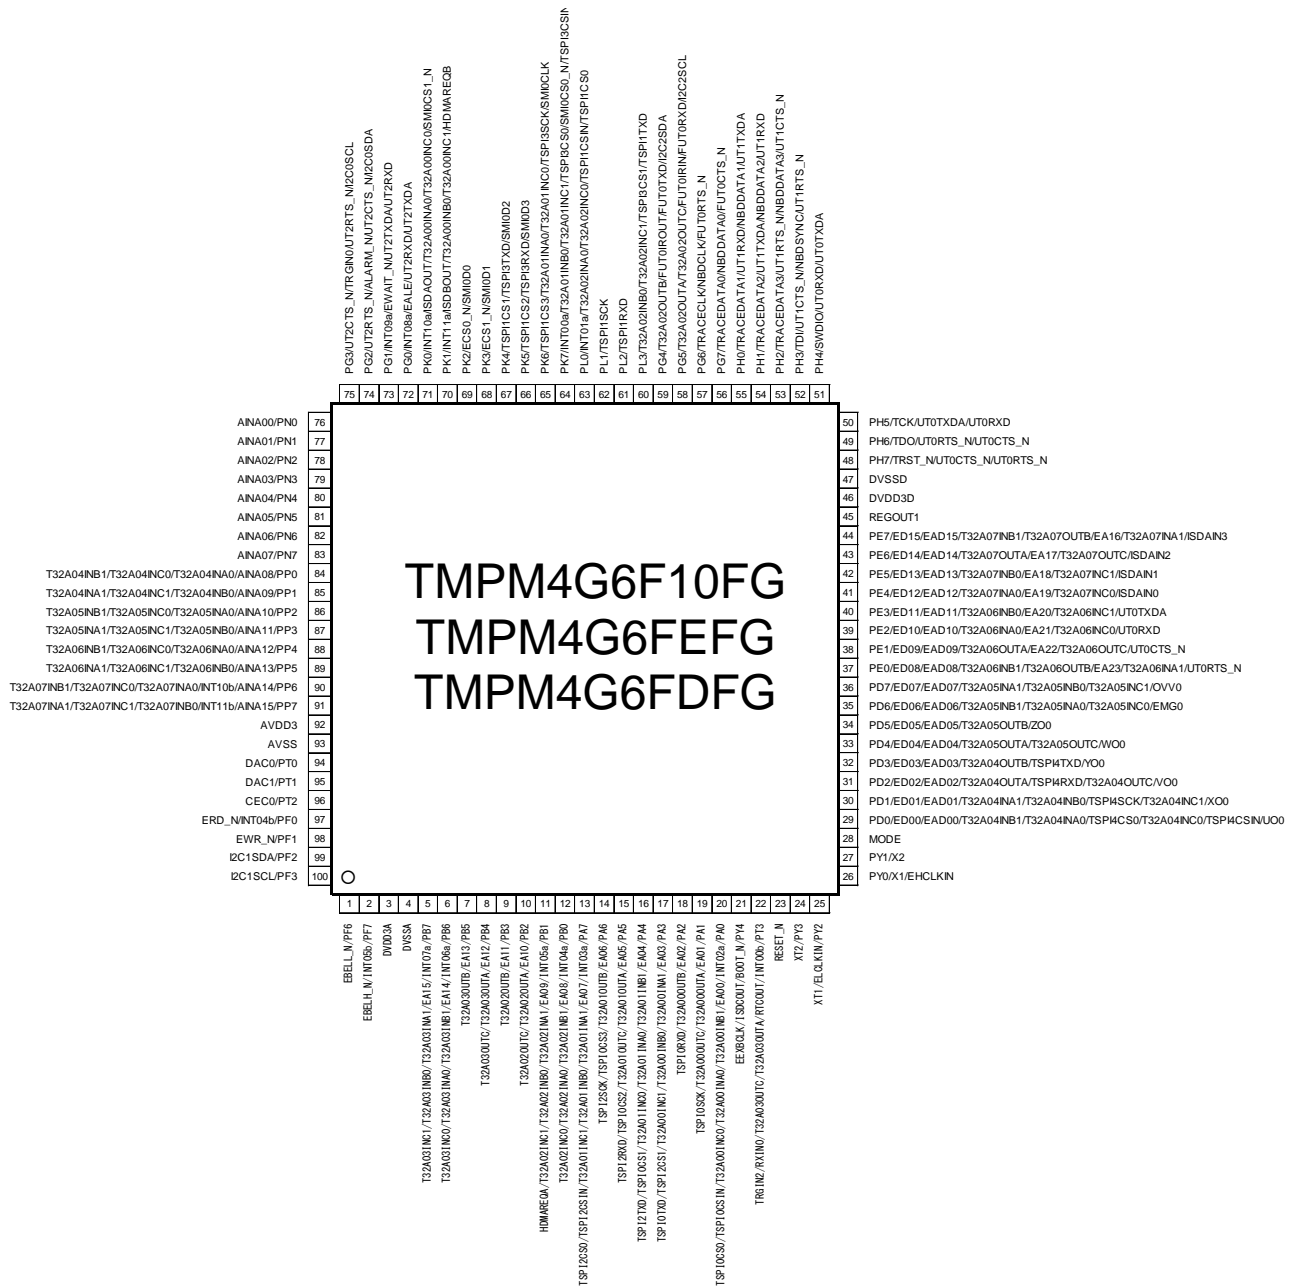 PG3/UT2CTS_N/TRGIN0/UT2RTS_N/I2C0SCL
PG2/UT2RTS_N/ALARM_N/UT2CTS_N/I2C0SDA
PG1/INT09a/EWAIT_N/UT2TXDA/UT2RXD
PG0/INT08a/EALE/UT2RXD/UT2TXDA
PK0/INT10a/ISDAOUT/T32A00INA0/T32A00INC0/SMI0CS1_N
PK1/INT11a/ISDBOUT/T32A00INB0/T32A00INC1/HDMAREQB
PK2/ECS0_N/SMI0D0
PK3/ECS1_N/SMI0D1
PK4/TSPI1CS1/TSPI3TXD/SMI0D2
PK5/TSPI1CS2/TSPI3RXD/SMI0D3
PK6/TSPI1CS3/T32A01INA0/T32A01INC0/TSPI3SCK/SMI0CLK
PK7/INT00a/T32A01INB0/T32A01INC1/TSPI3CS0/SMI0CS0_N/TSPI3CSIN
PL0/INT01a/T32A02INA0/T32A02INC0/TSPI1CSIN/TSPI1CS0
PL1/TSPI1SCK
PL2/TSPI1RXD
PL3/T32A02INB0/T32A02INC1/TSPI3CS1/TSPI1TXD
PG4/T32A02OUTB/FUT0IROUT/FUT0TXD/I2C2SDA
PG5/T32A02OUTA/T32A02OUTC/FUT0IRIN/FUT0RXD/I2C2SCL
PG6/TRACECLK/NBDCLK/FUT0RTS_N
PG7/TRACEDATA0/NBDDATA0/FUT0CTS_N
PH0/TRACEDATA1/UT1RXD/NBDDATA1/UT1TXDA
PH1/TRACEDATA2/UT1TXDA/NBDDATA2/UT1RXD
PH2/TRACEDATA3/UT1RTS_N/NBDDATA3/UT1CTS_N
PH3/TDI/UT1CTS_N/NBDSYNC/UT1RTS_N
PH4/SWDIO/UT0RXD/UT0TXDA
75 74 73 72 71 70 69 68 67 66 65 64 63 62 61 60 59 58 57 56 55 54 53 52 51
AINA00/PN0 76
AINA01/PN1 77
AINA02/PN2 78
AINA03/PN3 79
AINA04/PN4 80
AINA05/PN5 81
AINA06/PN6 82
AINA07/PN7 83
T32A04INB1/T32A04INC0/T32A04INA0/AINA08/PP0 84
T32A04INA1/T32A04INC1/T32A04INB0/AINA09/PP1 85
T32A05INB1/T32A05INC0/T32A05INA0/AINA10/PP2 86
T32A05INA1/T32A05INC1/T32A05INB0/AINA11/PP3 87
T32A06INB1/T32A06INC0/T32A06INA0/AINA12/PP4 88
T32A06INA1/T32A06INC1/T32A06INB0/AINA13/PP5 89
T32A07INB1/T32A07INC0/T32A07INA0/INT10b/AINA14/PP6 90
T32A07INA1/T32A07INC1/T32A07INB0/INT11b/AINA15/PP7 91
AVDD3 92
AVSS 93
DAC0/PT0 94
DAC1/PT1 95
CEC0/PT2 96
ERD_N/INT04b/PF0 97
EWR_N/PF1 98
I2C1SDA/PF2 99
I2C1SCL/PF3 100
TMPM4G6F10FG
TMPM4G6FEFG
TMPM4G6FDFG
50 PH5/TCK/UT0TXDA/UT0RXD
49 PH6/TDO/UT0RTS_N/UT0CTS_N
48 PH7/TRST_N/UT0CTS_N/UT0RTS_N
47 DVSSD
46 DVDD3D
45 REGOUT1
44 PE7/ED15/EAD15/T32A07INB1/T32A07OUTB/EA16/T32A07INA1/ISDAIN3
43 PE6/ED14/EAD14/T32A07OUTA/EA17/T32A07OUTC/ISDAIN2
42 PE5/ED13/EAD13/T32A07INB0/EA18/T32A07INC1/ISDAIN1
41 PE4/ED12/EAD12/T32A07INA0/EA19/T32A07INC0/ISDAIN0
40 PE3/ED11/EAD11/T32A06INB0/EA20/T32A06INC1/UT0TXDA
39 PE2/ED10/EAD10/T32A06INA0/EA21/T32A06INC0/UT0RXD
38 PE1/ED09/EAD09/T32A06OUTA/EA22/T32A06OUTC/UT0CTS_N
37 PE0/ED08/EAD08/T32A06INB1/T32A06OUTB/EA23/T32A06INA1/UT0RTS_N
36 PD7/ED07/EAD07/T32A05INA1/T32A05INB0/T32A05INC1/OVV0
35 PD6/ED06/EAD06/T32A05INB1/T32A05INA0/T32A05INC0/EMG0
34 PD5/ED05/EAD05/T32A05OUTB/ZO0
33 PD4/ED04/EAD04/T32A05OUTA/T32A05OUTC/WO0
32 PD3/ED03/EAD03/T32A04OUTB/TSPI4TXD/YO0
31 PD2/ED02/EAD02/T32A04OUTA/TSPI4RXD/T32A04OUTC/VO0
30 PD1/ED01/EAD01/T32A04INA1/T32A04INB0/TSPI4SCK/T32A04INC1/XO0
29 PD0/ED00/EAD00/T32A04INB1/T32A04INA0/TSPI4CS0/T32A04INC0/TSPI4CSIN/UO0
28 MODE
27 PY1/X2
26 PY0/X1/EHCLKIN
1 2 3 4 5 6 7 8 9 10 11 12 13 14 15 16 17 18 19 20 21 22 23 24 25
EBELL_N/PF6
EBELH_N/INT05b/PF7
DVDD3A
DVSSA
T32A03INC1/T32A03INB0/T32A03INA1/EA15/INT07a/PB7
T32A03INC0/T32A03INA0/T32A03INB1/EA14/INT06a/PB6
T32A03OUTB/EA13/PB5
T32A03OUTC/T32A03OUTA/EA12/PB4
T32A02OUTB/EA11/PB3
T32A02OUTC/T32A02OUTA/EA10/PB2
HDMAREQA/T32A02INC1/T32A02INB0/T32A02INA1/EA09/INT05a/PB1
T32A02INC0/T32A02INA0/T32A02INB1/EA08/INT04a/PB0
TSPI2CS0/TSPI2CSIN/T32A01INC1/T32A01INB0/T32A01INA1/EA07/INT03a/PA7
TSPI2SCK/TSPI0CS3/T32A01OUTB/EA06/PA6
TSPI2RXD/TSPI0CS2/T32A01OUTC/T32A01OUTA/EA05/PA5
TSPI2TXD/TSPI0CS1/T32A01INC0/T32A01INA0/T32A01INB1/EA04/PA4
TSPI0TXD/TSPI2CS1/T32A00INC1/T32A00INB0/T32A00INA1/EA03/PA3
TSPI0RXD/T32A00OUTB/EA02/PA2
TSPI0SCK/T32A00OUTC/T32A00OUTA/EA01/PA1
TSPI0CS0/TSPI0CSIN/T32A00INC0/T32A00INA0/T32A00INB1/EA00/INT02a/PA0
EEXBCLK/ISDCOUT/BOOT_N/PY4
TRGIN2/RXIN0/T32A03OUTC/T32A03OUTA/RTCOUT/INT00b/PT3
RESET_N
XT2/PY3
XT1/ELCLKIN/PY2